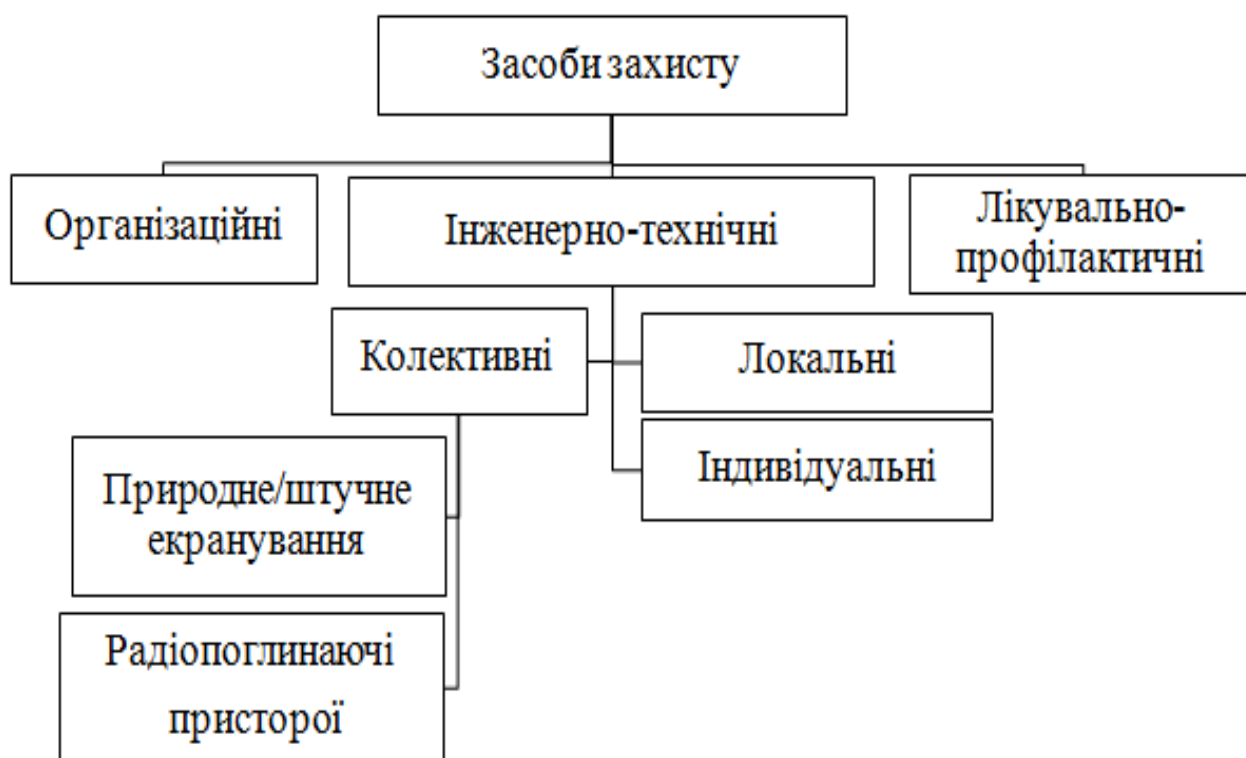 Засоби захисту
Організаційні
Інженерно-технічні
Лікувально-
профілактичні
Колективні
Локальні
Індивідуальні
Природне/штучне
екранування
Радіопоглинаючі
присторої